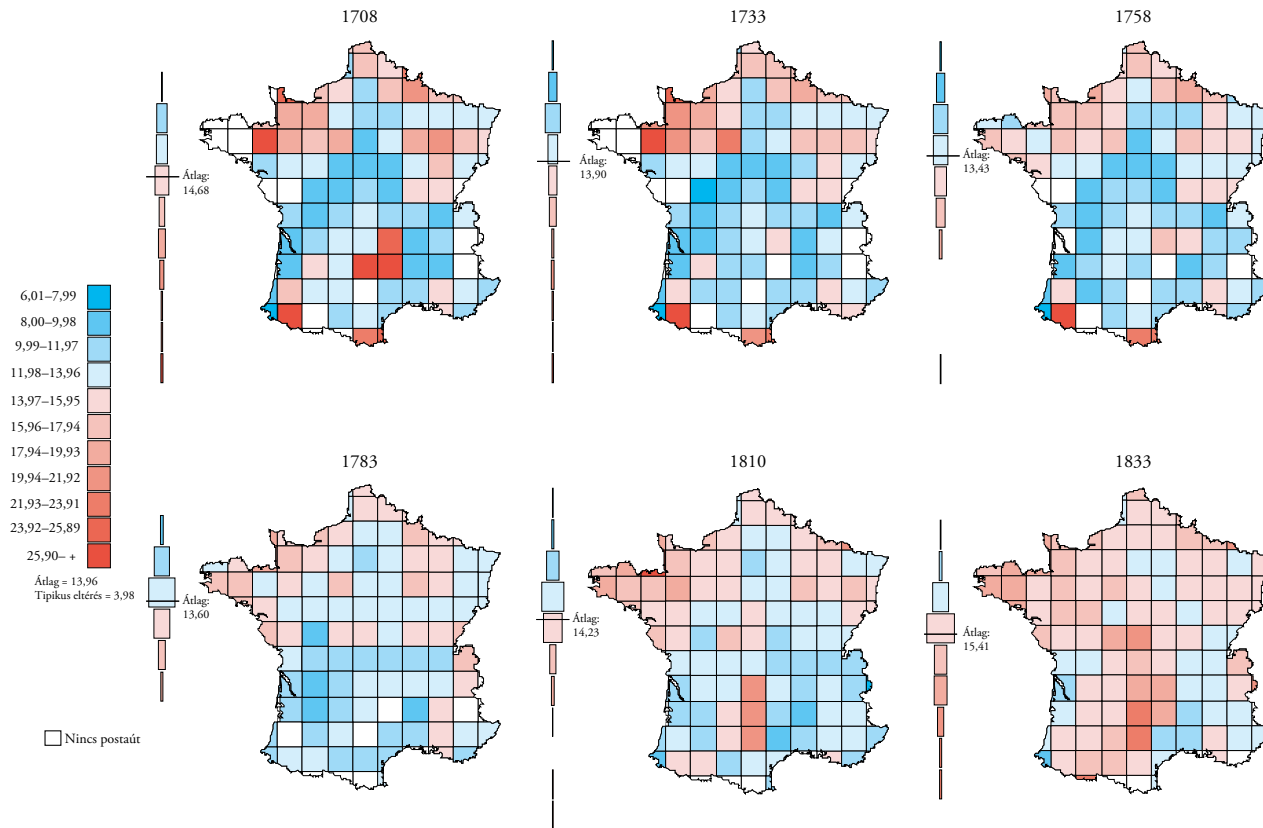 1708
1733
1758
Átlag:
14,68
Átlag:
13,90
Átlag:
13,43
6,01–7,99
8,00–9,98
9,99–11,97
11,98–13,96
13,97–15,95
15,96–17,94
17,94–19,93
19,94–21,92
21,93–23,91
23,92–25,89
25,90– +
Átlag = 13,96
Tipikus eltérés = 3,98
Nincs postaút
1783
1810
1833
Átlag:
13,60
Átlag:
14,23
Átlag:
15,41